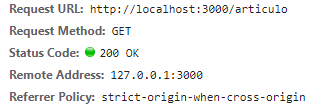 Request URL: http://localhost:3000/articulo
Request Method: GET
Status Code: 200 OK
Remote Address: 127.0.0.1:3000
Referrer Policy: strict-origin-when-cross-origin